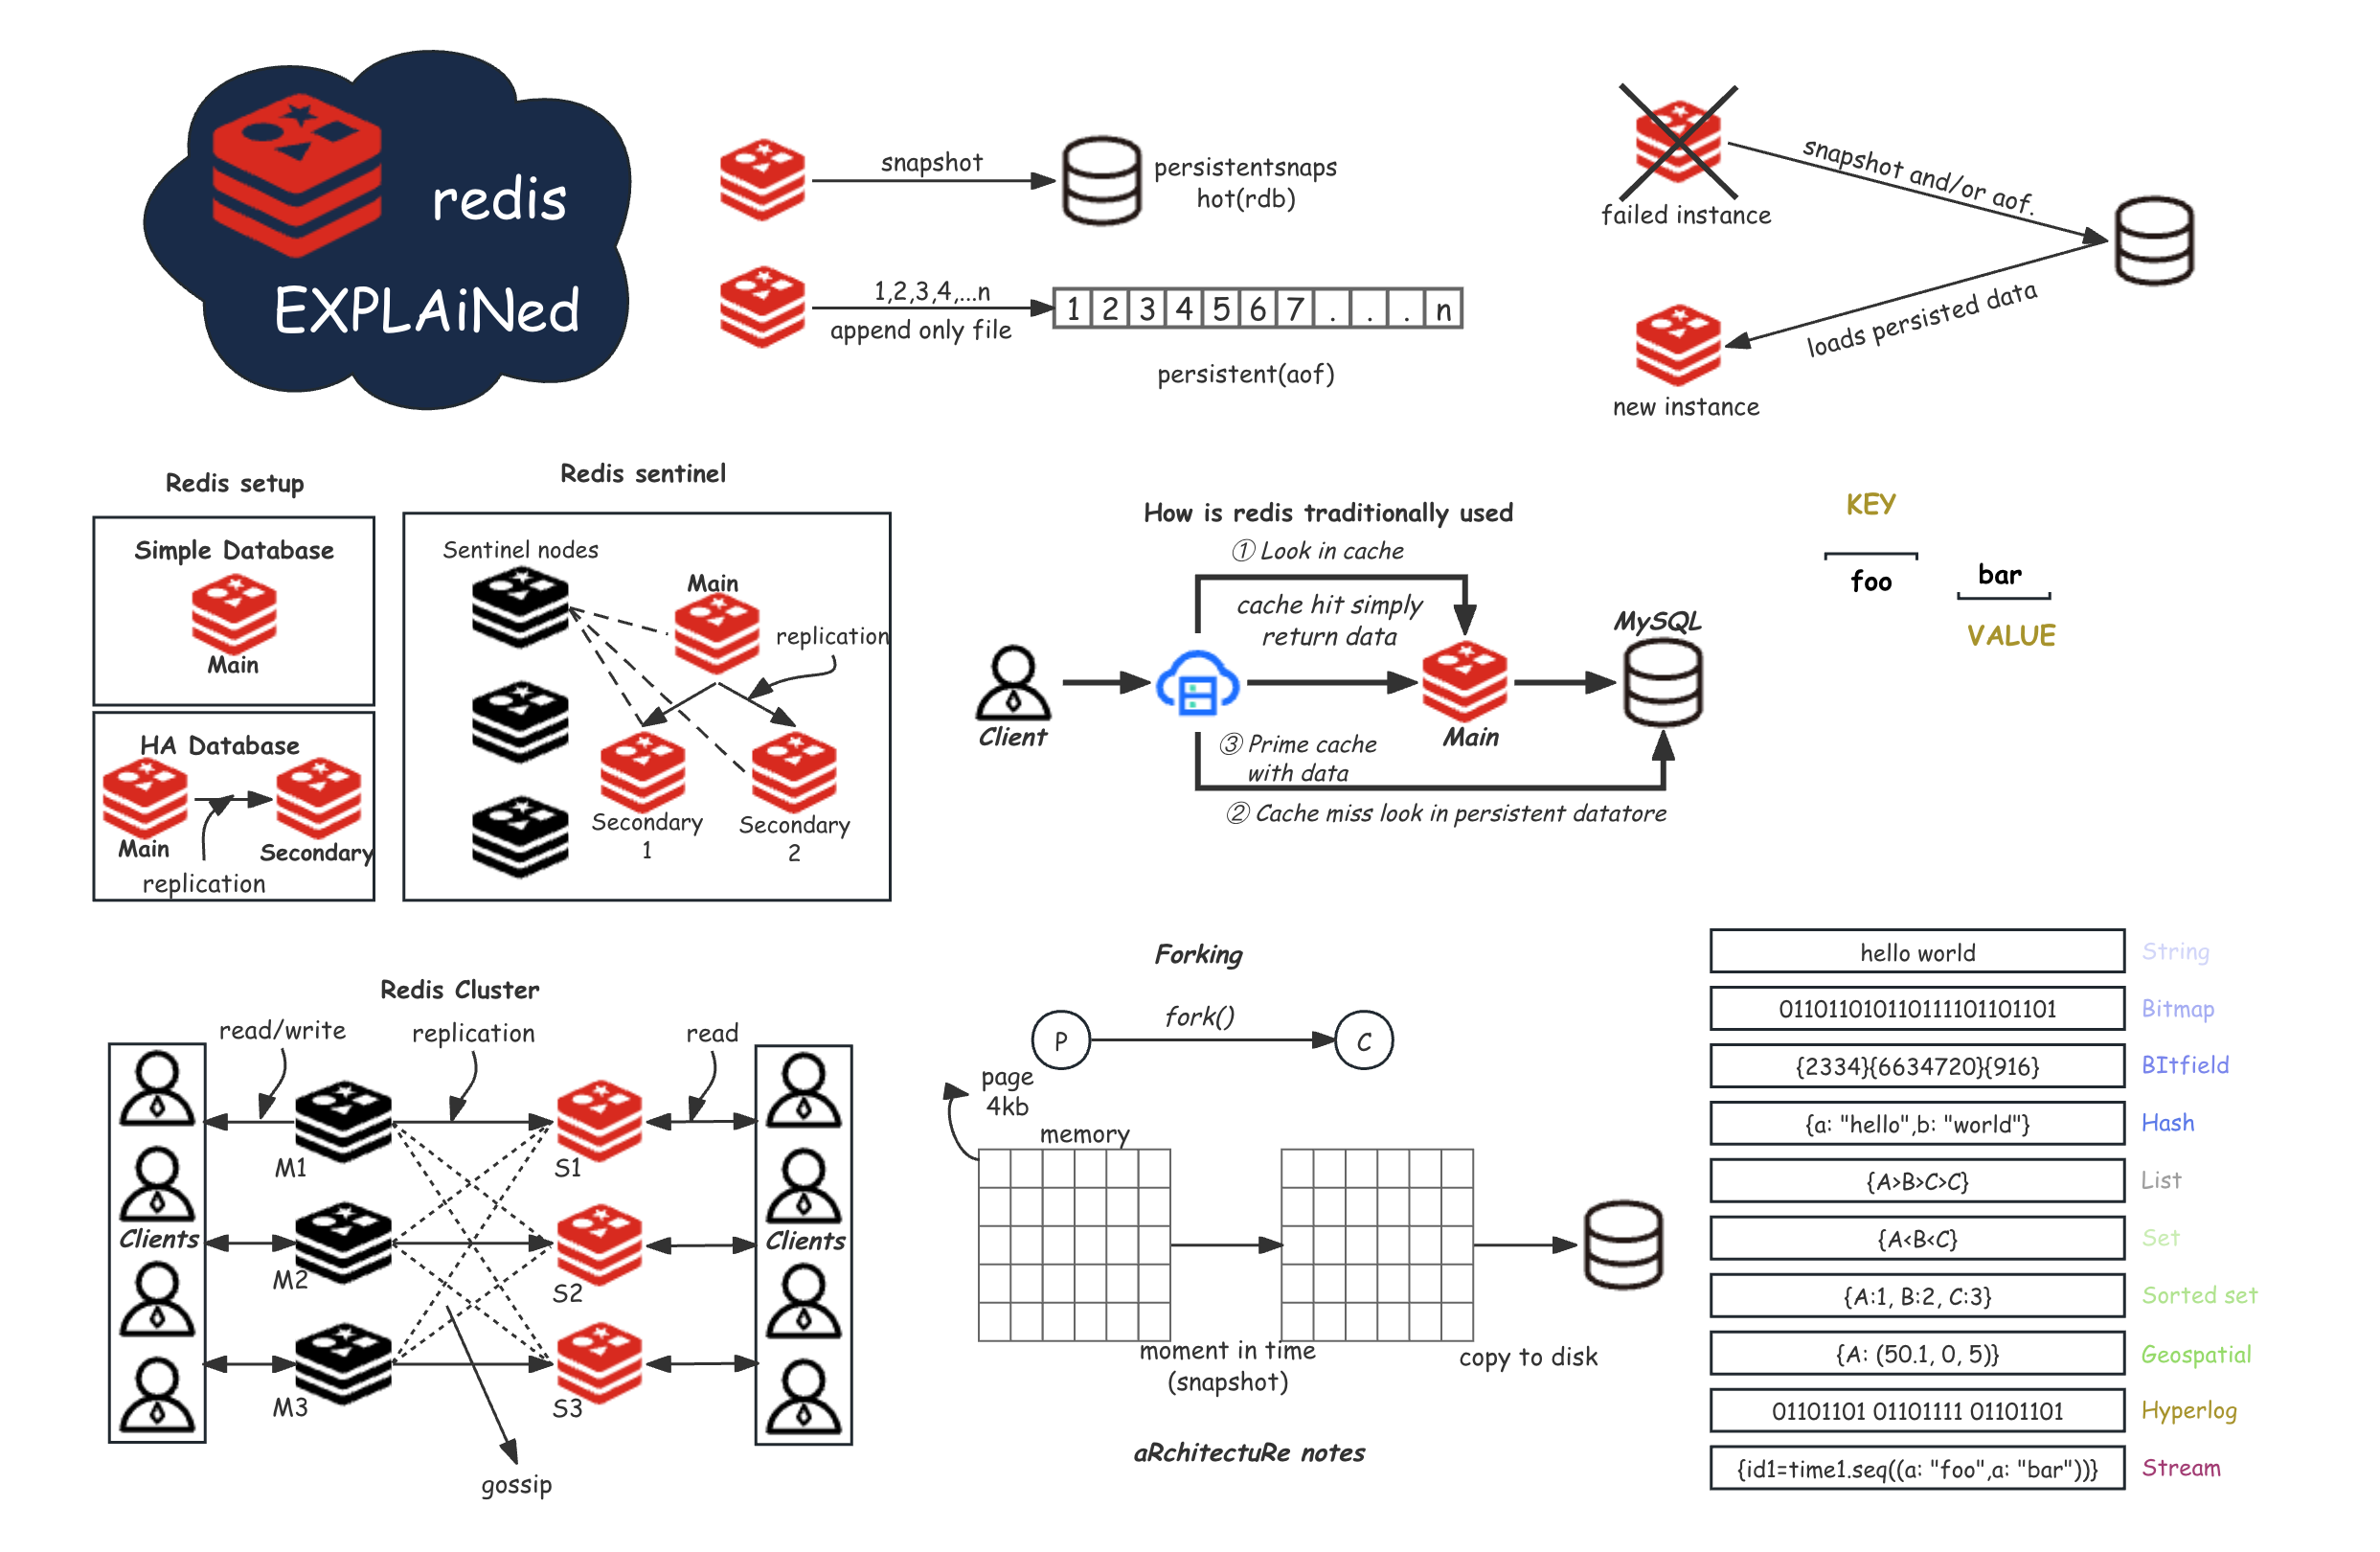 redis
EXPLAiNed
snapshot
persistentsnaps
hot(rdb)
1,2,3,4,...n
append only file
1 2 3 4 5 6 7 . . . n
persistent(aof)
failed instance
snapshot and/or aof.
loads persisted data
new instance
Redis setup
Simple Database
Main
HA Database
Main
Secondary
replication
Redis sentinel
Sentinel nodes
Main
replication
Secondary
1
Secondary
2
How is redis traditionally used
① Look in cache
cache hit simply
return data
MySQL
Client
Main
③ Prime cache
with data
② Cache miss look in persistent datatore
KEY
foo
bar
VALUE
Redis Cluster
read/write
replication
read
M1
S1
Clients
Clients
M2
S2
M3
S3
gossip
Forking
P
fork()
C
page
4kb
memory
moment in time
(snapshot)
copy to disk
aRchitectuRe notes
hello world
String
011011010110111101101101
Bitmap
{2334}{6634720}{916}
BItfield
{a: "hello",b: "world"}
Hash
{A>B>C>C}
List
{A<B<C}
Set
{A:1, B:2, C:3}
Sorted set
{A: (50.1, 0, 5)}
Geospatial
01101101 01101111 01101101
Hyperlog
{id1=time1.seq((a: "foo",a: "bar"))}
Stream